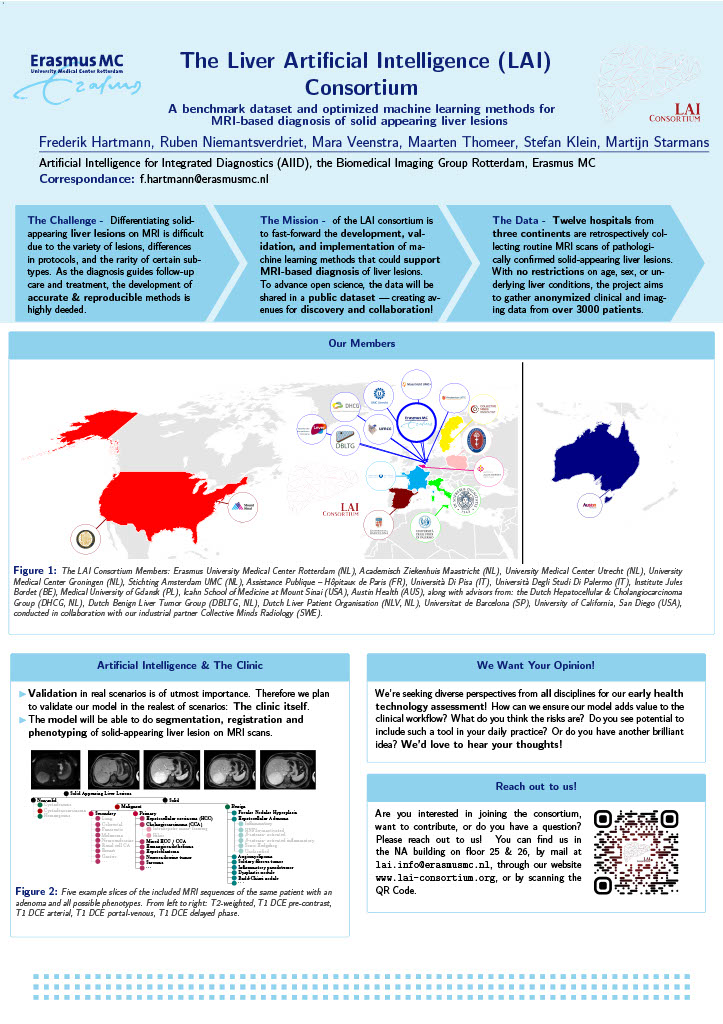 Erasmus MC
University Medical Center Rotterdam
The Liver Artificial Intelligence (LAI)
Consortium
A benchmark dataset and optimized machine learning methods for
MRI-based diagnosis of solid appearing liver lesions
LAI
CONSORTIUM
Frederik Hartmann, Ruben Niemantsverdriet, Mara Veenstra, Maarten Thomeer, Stefan Klein, Martijn Starmans
Artificial Intelligence for Integrated Diagnostics (AIID), the Biomedical Imaging Group Rotterdam, Erasmus MC
Correspondance: f.hartmann@erasmusmc.nl
The Challenge - Differentiating solid-
appearing liver lesions on MRI is difficult
due to the variety of lesions, differences
in protocols, and the rarity of certain sub-
types. As the diagnosis guides follow-up
care and treatment, the development of
accurate & reproducible methods is
highly deeded.
The Mission - of the LAI consortium is
to fast-forward the development, val-
idation, and implementation of ma-
chine learning methods that could support
MRI-based diagnosis of liver lesions.
To advance open science, the data will be
shared in a public dataset — creating av-
enues for discovery and collaboration!
The Data - Twelve hospitals from
three continents are retrospectively col-
lecting routine MRI scans of pathologi-
cally confirmed solid-appearing liver lesions.
With no restrictions on age, sex, or un-
derlying liver conditions, the project aims
to gather anonymized clinical and imag-
ing data from over 3000 patients.
Our Members
DHCG
UMCG
DBLTG
Erasmus MC
LAI
CONSORTIUM
Mount
Sinai
Austin
Figure 1: The LAI Consortium Members: Erasmus University Medical Center Rotterdam (NL), Academisch Ziekenhuis Maastricht (NL), University Medical Center Utrecht (NL), University
Medical Center Groningen (NL), Stichting Amsterdam UMC (NL), Assistance Publique – Hôpitaux de Paris (FR), Università Di Pisa (IT), Università Degli Studi Di Palermo (IT), Institute Jules
Bordet (BE), Medical University of Gdansk (PL), Icahn School of Medicine at Mount Sinai (USA), Austin Health (AUS), along with advisors from: the Dutch Hepatocellular & Cholangiocarcinoma
Group (DHCG, NL), Dutch Benign Liver Tumor Group (DBLTG, NL), Dutch Liver Patient Organisation (NLV, NL), Universitat de Barcelona (SP), University of California, San Diego (USA),
conducted in collaboration with our industrial partner Collective Minds Radiology (SWE).
Artificial Intelligence & The Clinic
Validation in real scenarios is of utmost importance. Therefore we plan
to validate our model in the realest of scenarios: The clinic itself.
The model will be able to do segmentation, registration and
phenotyping of solid-appearing liver lesion on MRI scans.
Solid Appearing Liver Lesions
Nonsolid
Solid
Malignant
Benign
Secondary
Primary
Hepatocellular carcinoma (HCC)
Cholangiocarcinoma (CCA)
Mixed HCC / CCA
Hepatoblastoma
Neuroendocrine tumor
Sarcoma
Focal Nodular Hyperplasia
Hepatocellular Adenoma
Angiomyolipoma
Solitary fibrous tumor
Inflammatory pseudotumor
Dysplastic nodule
Budd-Chiari nodule
Figure 2: Five example slices of the included MRI sequences of the same patient with an
adenoma and all possible phenotypes. From left to right: T2-weighted, T1 DCE pre-contrast,
T1 DCE arterial, T1 DCE portal-venous, T1 DCE delayed phase.
We Want Your Opinion!
We're seeking diverse perspectives from all disciplines for our early health
technology assessment! How can we ensure our model adds value to the
clinical workflow? What do you think the risks are? Do you see potential to
include such a tool in your daily practice? Or do you have another brilliant
idea? We'd love to hear your thoughts!
Reach out to us!
Are you interested in joining the consortium,
want to contribute, or do you have a question?
Please reach out to us! You can find us in
the NA building on floor 25 & 26, by mail at
lai.info@erasmusmc.nl, through our website
www.lai-consortium.org, or by scanning the
QR Code.